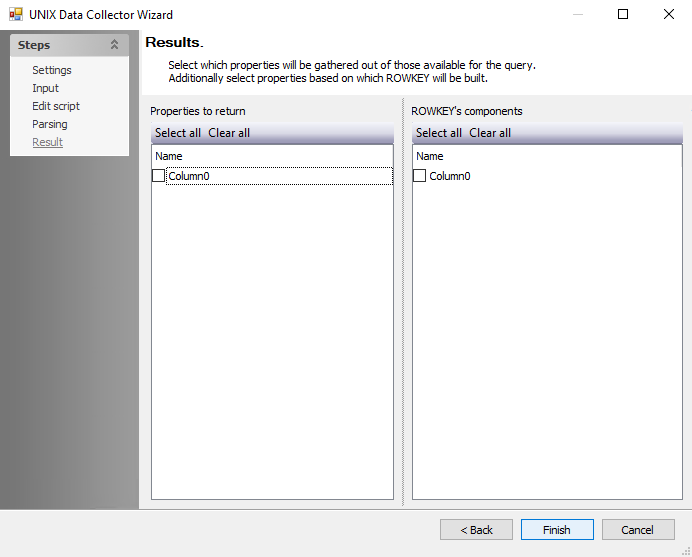 UNIX Data Collector Wizard
Steps
Settings
Input
Edit script
Parsing
Result
Results.
Select which properties will be gathered out of those available for the query.
Additionally select properties based on which ROWKEY will be built.
Properties to return
Select all Clear all
Name
Column0
ROWKEY's components
Select all Clear all
Name
Column0
< Back Finish Cancel